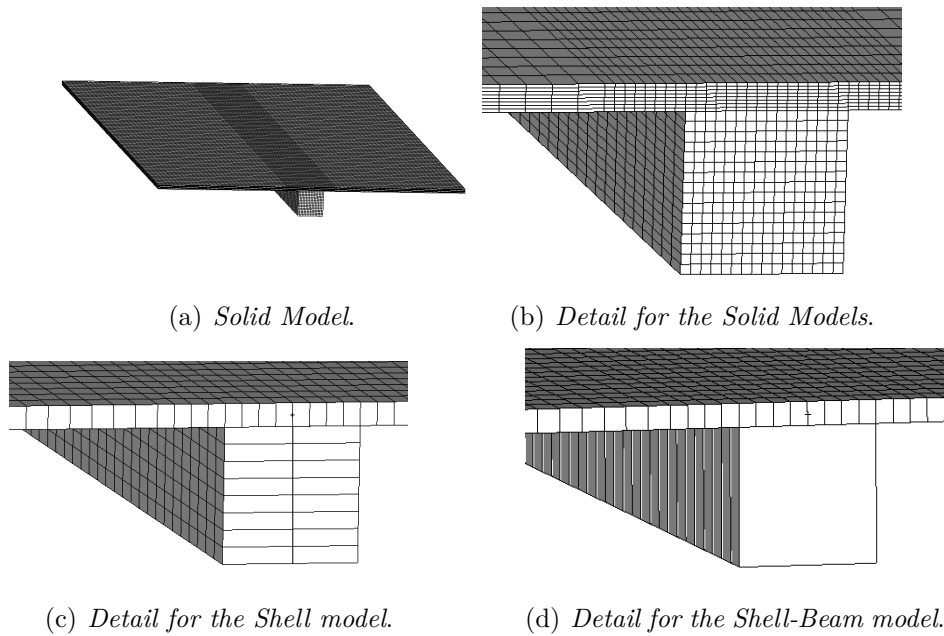 (a) Solid Model.
(b) Detail for the Solid Models.
(c) Detail for the Shell model.
(d) Detail for the Shell-Beam model.